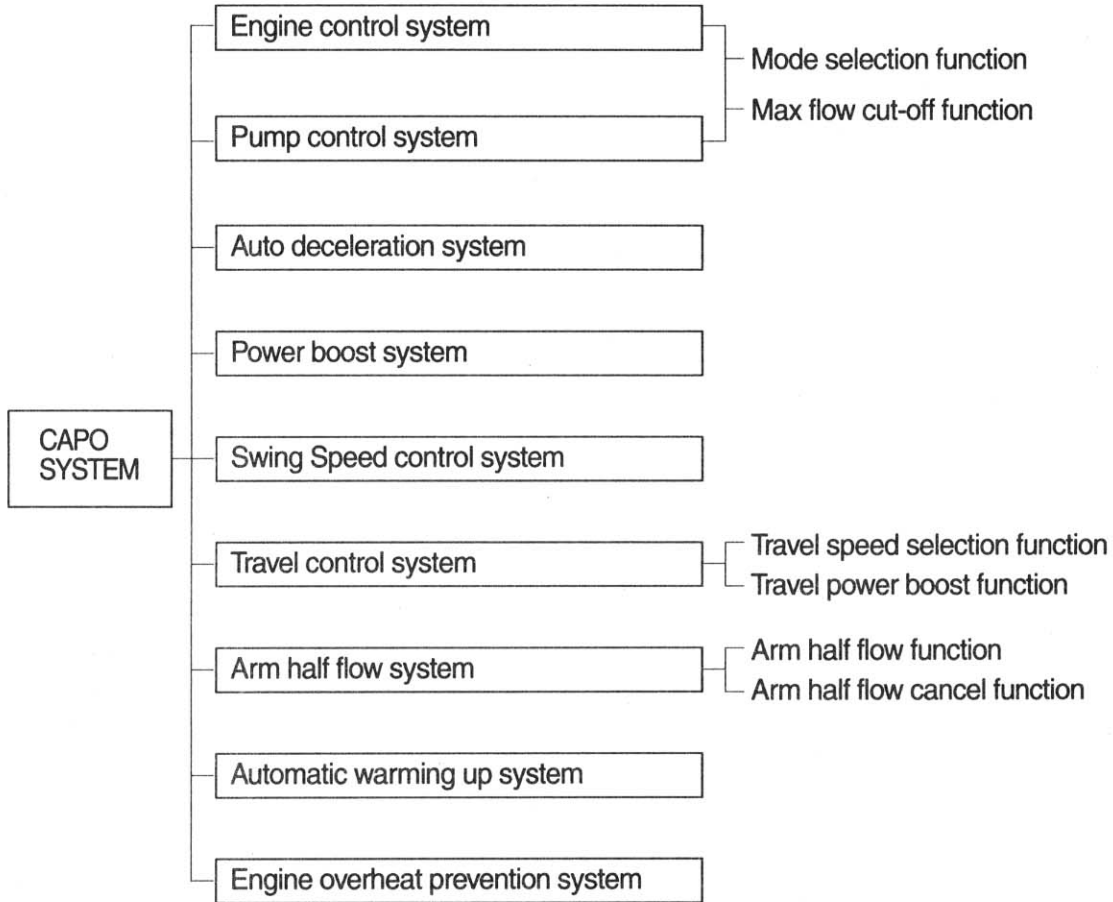 Engine control system
Mode selection function
Max flow cut-off function
Pump control system
Auto deceleration system
Power boost system
CAPO
SYSTEM
Swing Speed control system
Travel control system
Travel speed selection function
Travel power boost function
Arm half flow system
Arm half flow function
Arm half flow cancel function
Automatic warming up system
Engine overheat prevention system